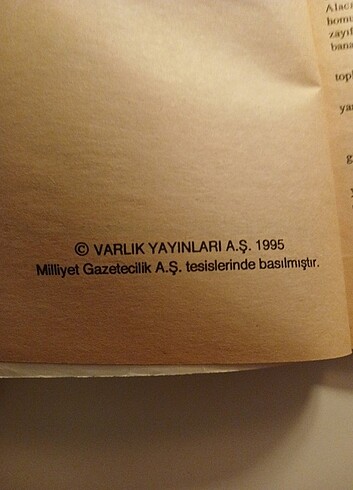 © VARLIK YAYINLARI A.Ş. 1995
Milliyet Gazetecilik A.Ş. tesislerinde basılmıştır.